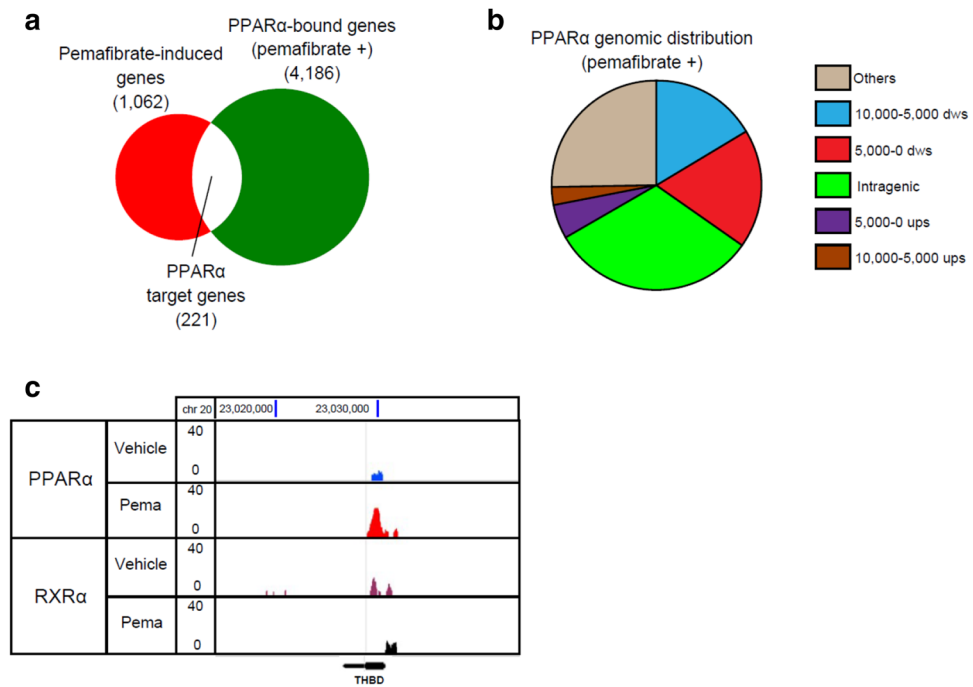 a
Pemafibrate-induced
genes
(1,062)
PPARα-bound genes
(pemafibrate +)
(4,186)
PPARα
target genes
(221)
b
PPARα genomic distribution
(pemafibrate +)
Others
10,000-5,000 dws
5,000-0 dws
Intragenic
5,000-0 ups
10,000-5,000 ups
c
chr 20 23,020,000 23,030,000
PPARα
Vehicle
40
0
Pema
40
0
RXRα
Vehicle
40
0
Pema
40
0
THBD